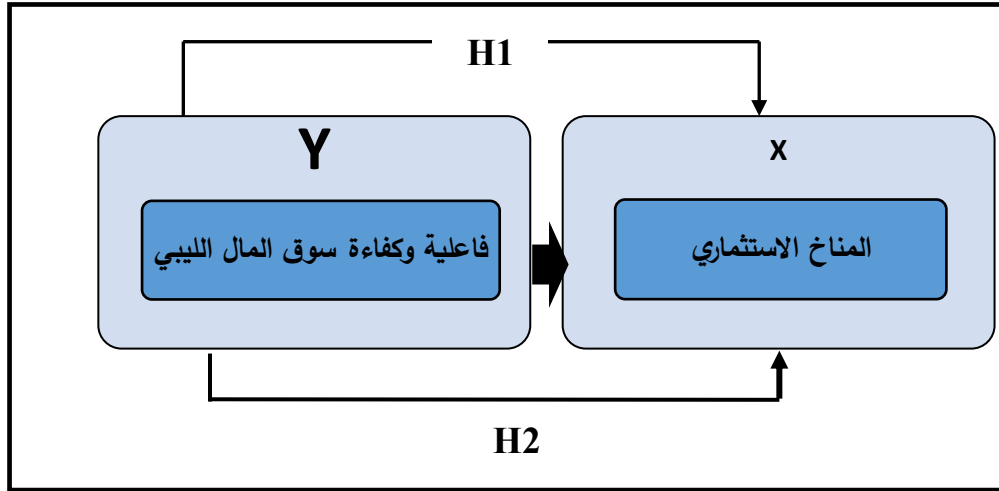 H1
Y
X
فاعلية وكفاءة سوق المال الليبي
المناخ الاستثماري
H2